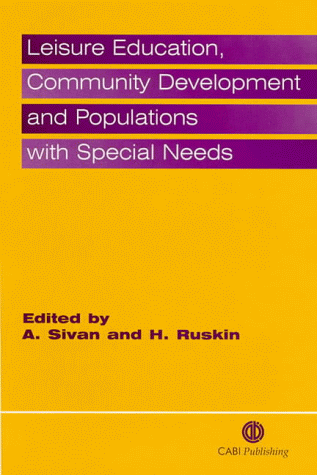 Leisure Education,
Community Development
and Populations
with Special Needs
Edited by
A. Sivan and H. Ruskin
CABI Publishing